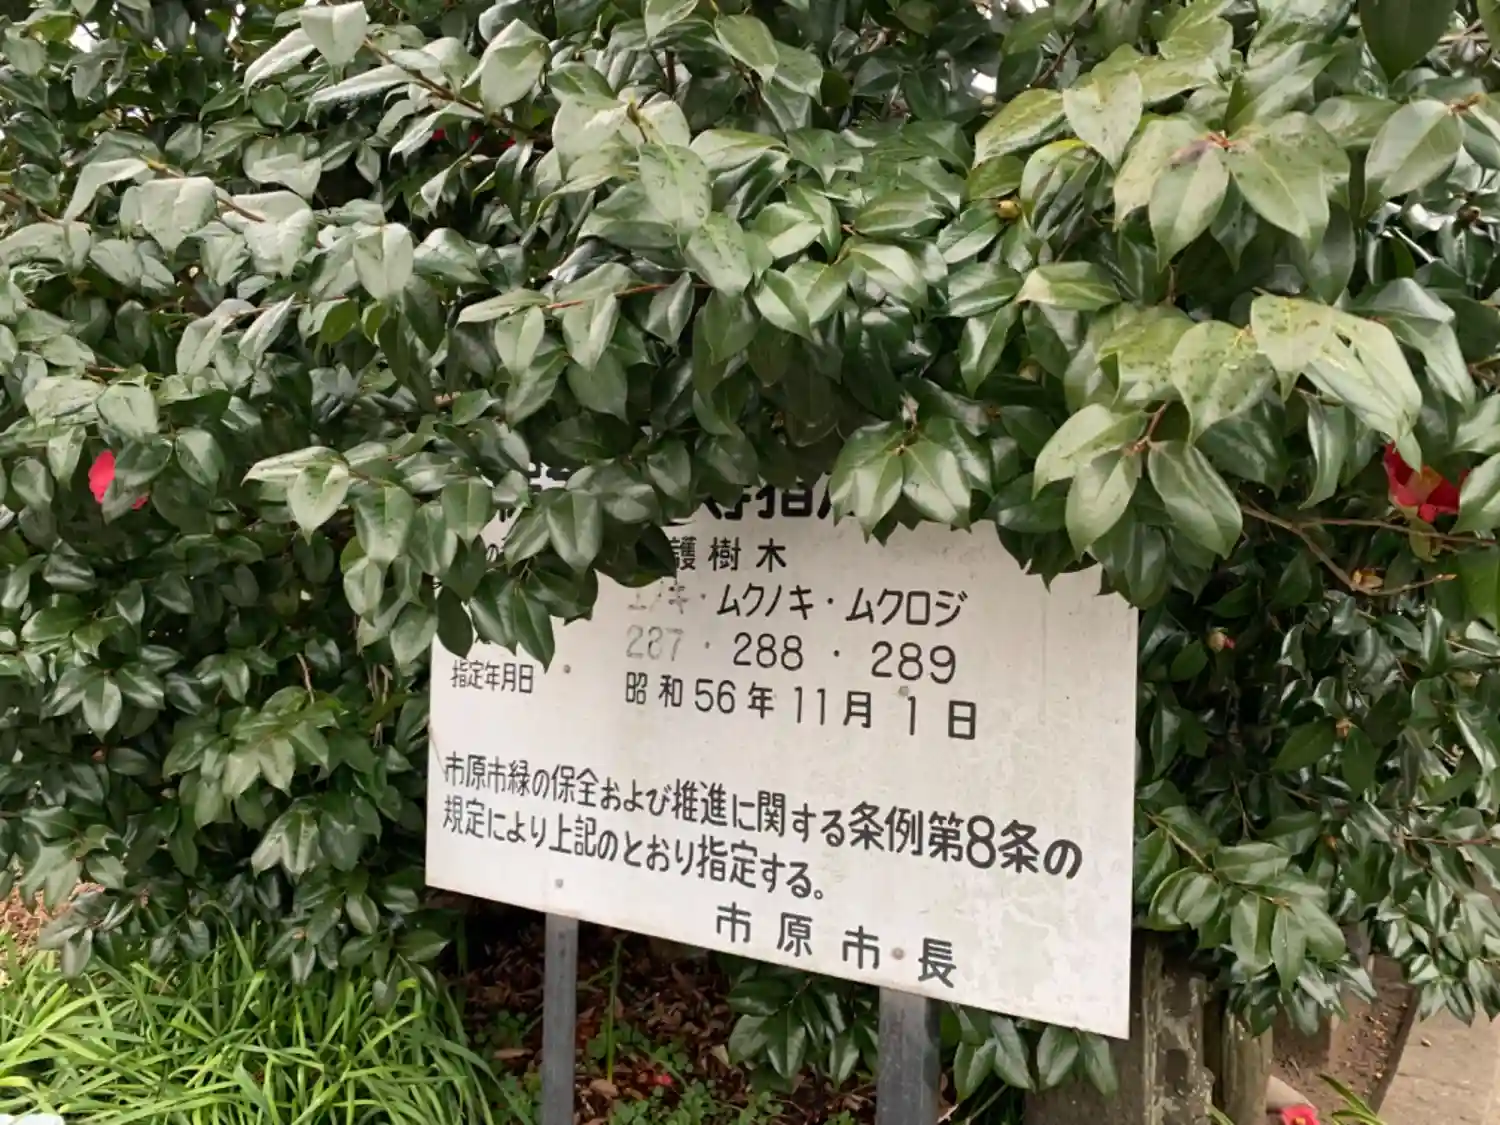 護樹木
ムクノキ・ムクロジ
287・288・289
指定年月日 昭和56年11月1日
市原市緑の保全および推進に関する条例第8条の
規定により上記のとおり指定する。
市原市長